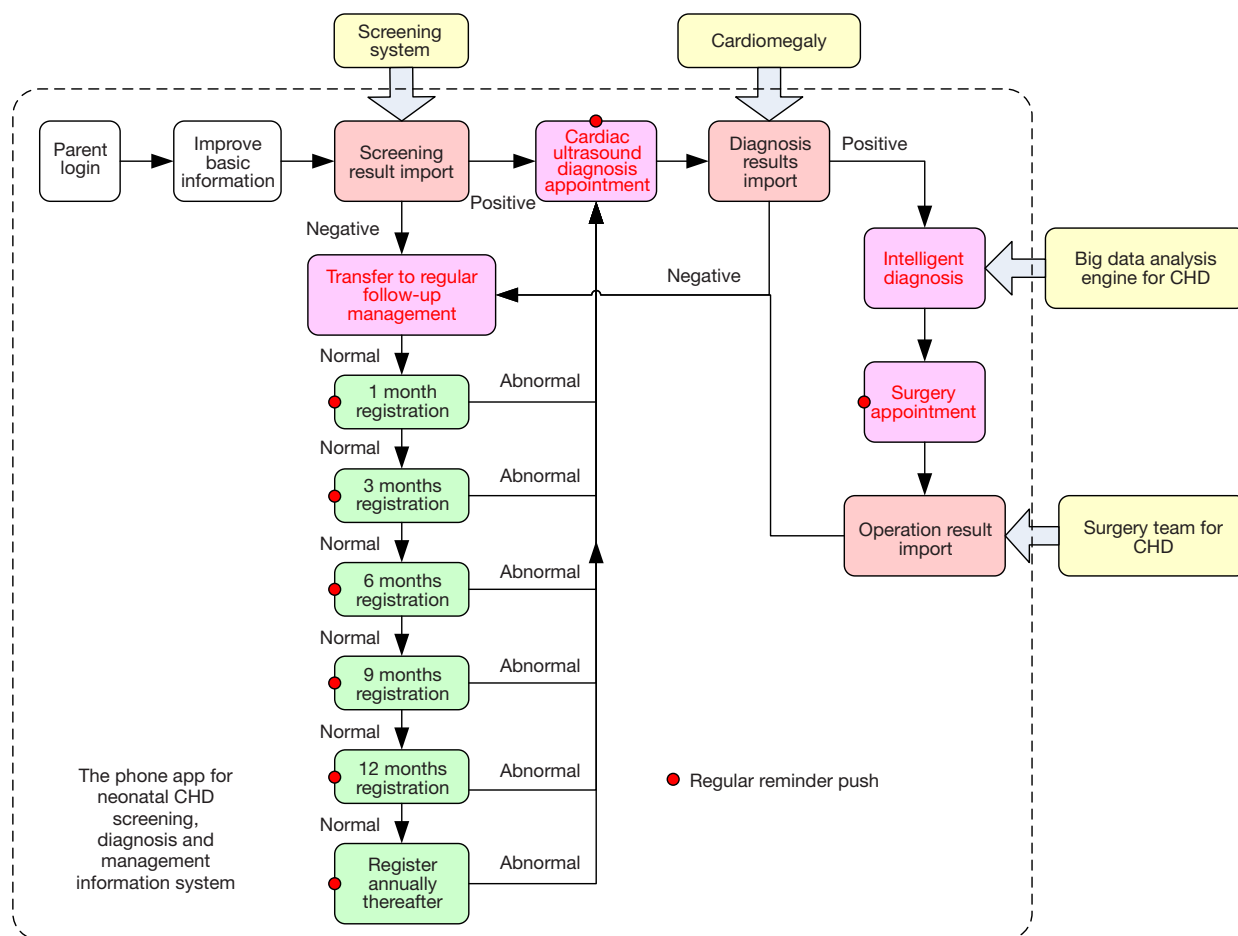 Screening
system
Cardiomegaly
Parent
login
Improve
basic
information
Screening
result import
Cardiac
ultrasound
diagnosis
appointment
Diagnosis
results
import
Positive
Positive
Negative
Transfer to regular
follow-up
management
Negative
Intelligent
diagnosis
Big data analysis
engine for CHD
Normal
1 month
registration
Abnormal
Surgery
appointment
Normal
3 months
registration
Abnormal
Operation result
import
Surgery team for
CHD
Normal
6 months
registration
Abnormal
Normal
9 months
registration
Abnormal
Normal
12 months
registration
Abnormal
Regular reminder push
The phone app for
neonatal CHD
screening,
diagnosis and
management
information system
Normal
Register
annually
thereafter
Abnormal